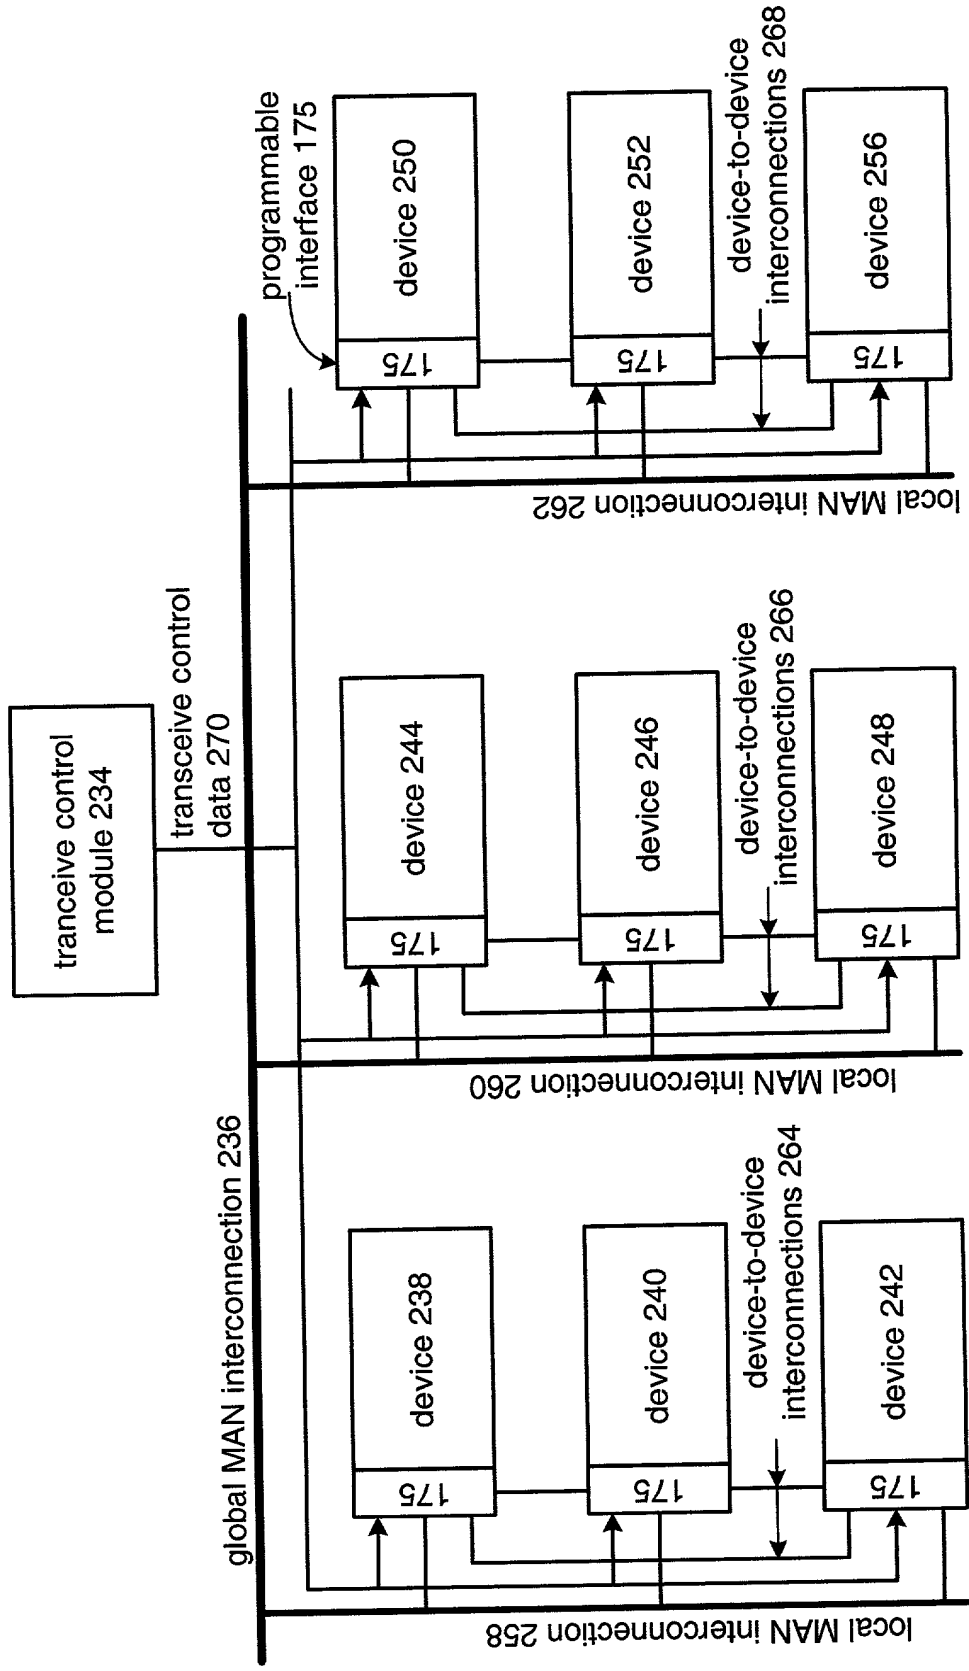 tranceive control
module 234
transceive control
data 270
global MAN interconnection 236
programmable
interface 175
device 238
175
device 240
175
device-to-device
interconnections 264
device 242
175
local MAN interconnection 258
device 244
175
device 246
175
device-to-device
interconnections 266
device 248
175
local MAN interconnection 260
device 250
175
device 252
175
device-to-device
interconnections 268
device 256
175
local MAN interconnection 262